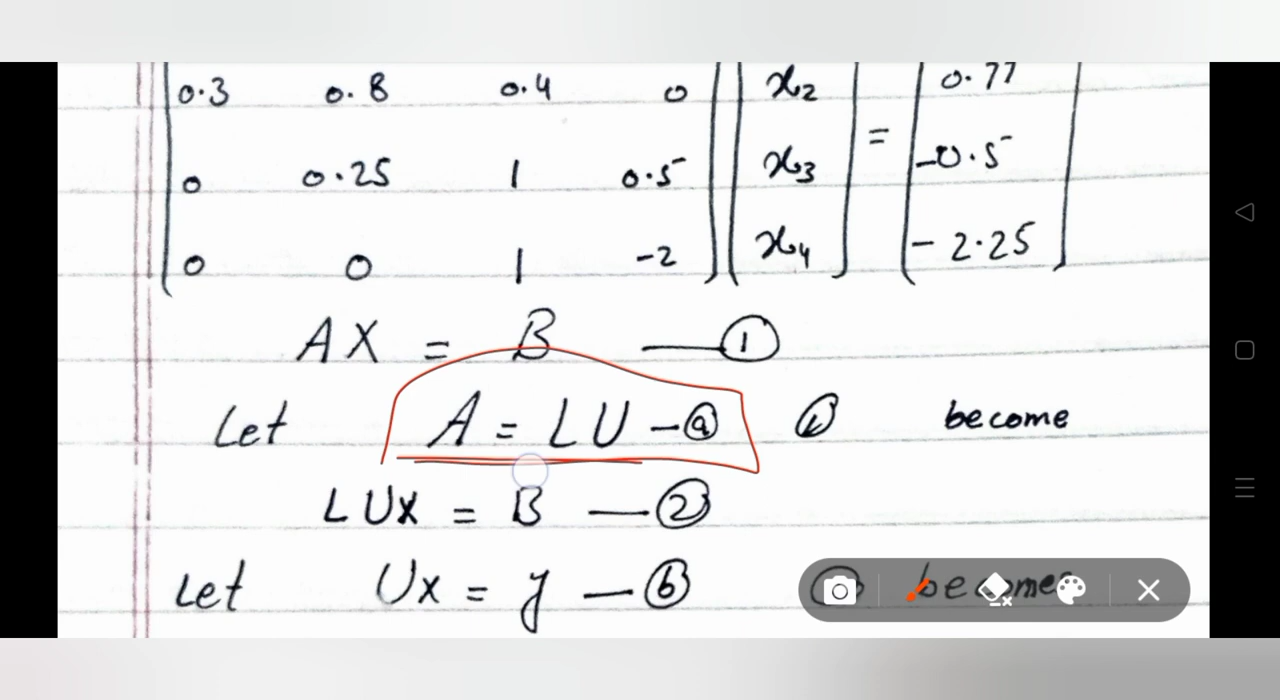 0.3 0.8 0.4 0 x2 0.77
0 0.25 1 0.5 x3 = -0.5
0 0 1 -2 x4 -2.25
AX = B —①
Let A = LU —ⓐ ① become
LUX = B —②
Let Ux = y —ⓑ becomes